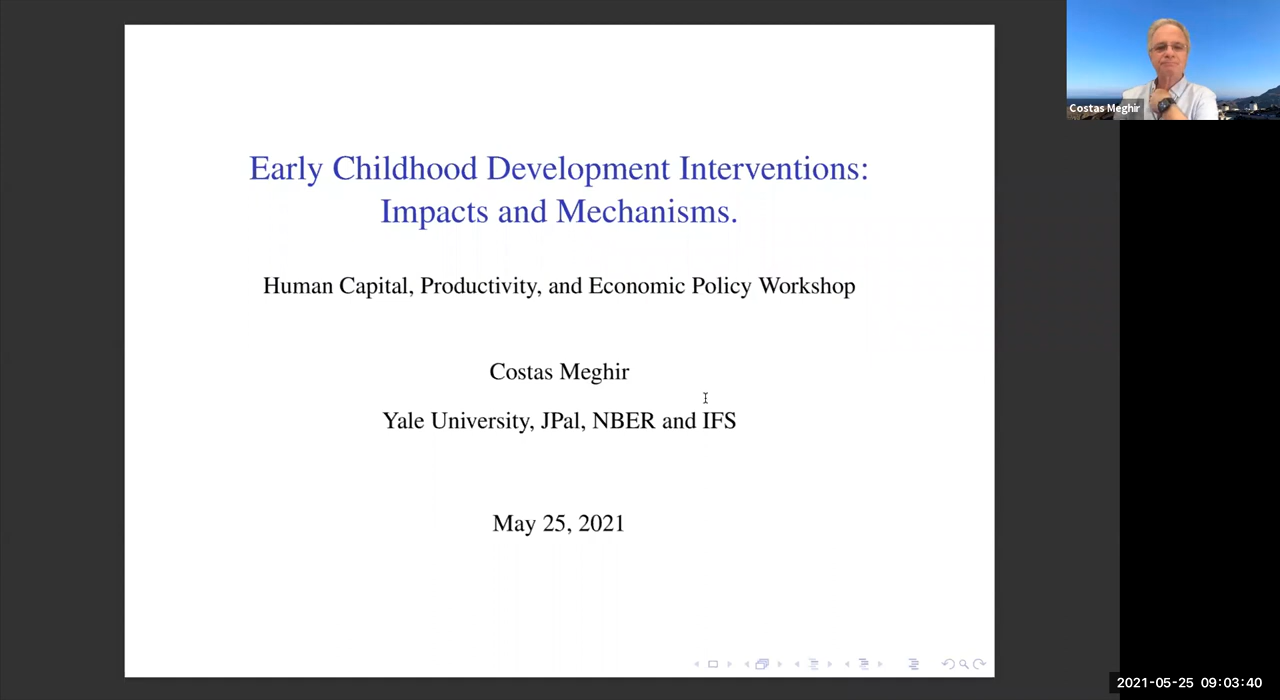 Early Childhood Development Interventions:
Impacts and Mechanisms.
Human Capital, Productivity, and Economic Policy Workshop
Costas Meghir
Yale University, JPal, NBER and IFS
May 25, 2021
Costas Meghir
2021-05-25 09:03:40